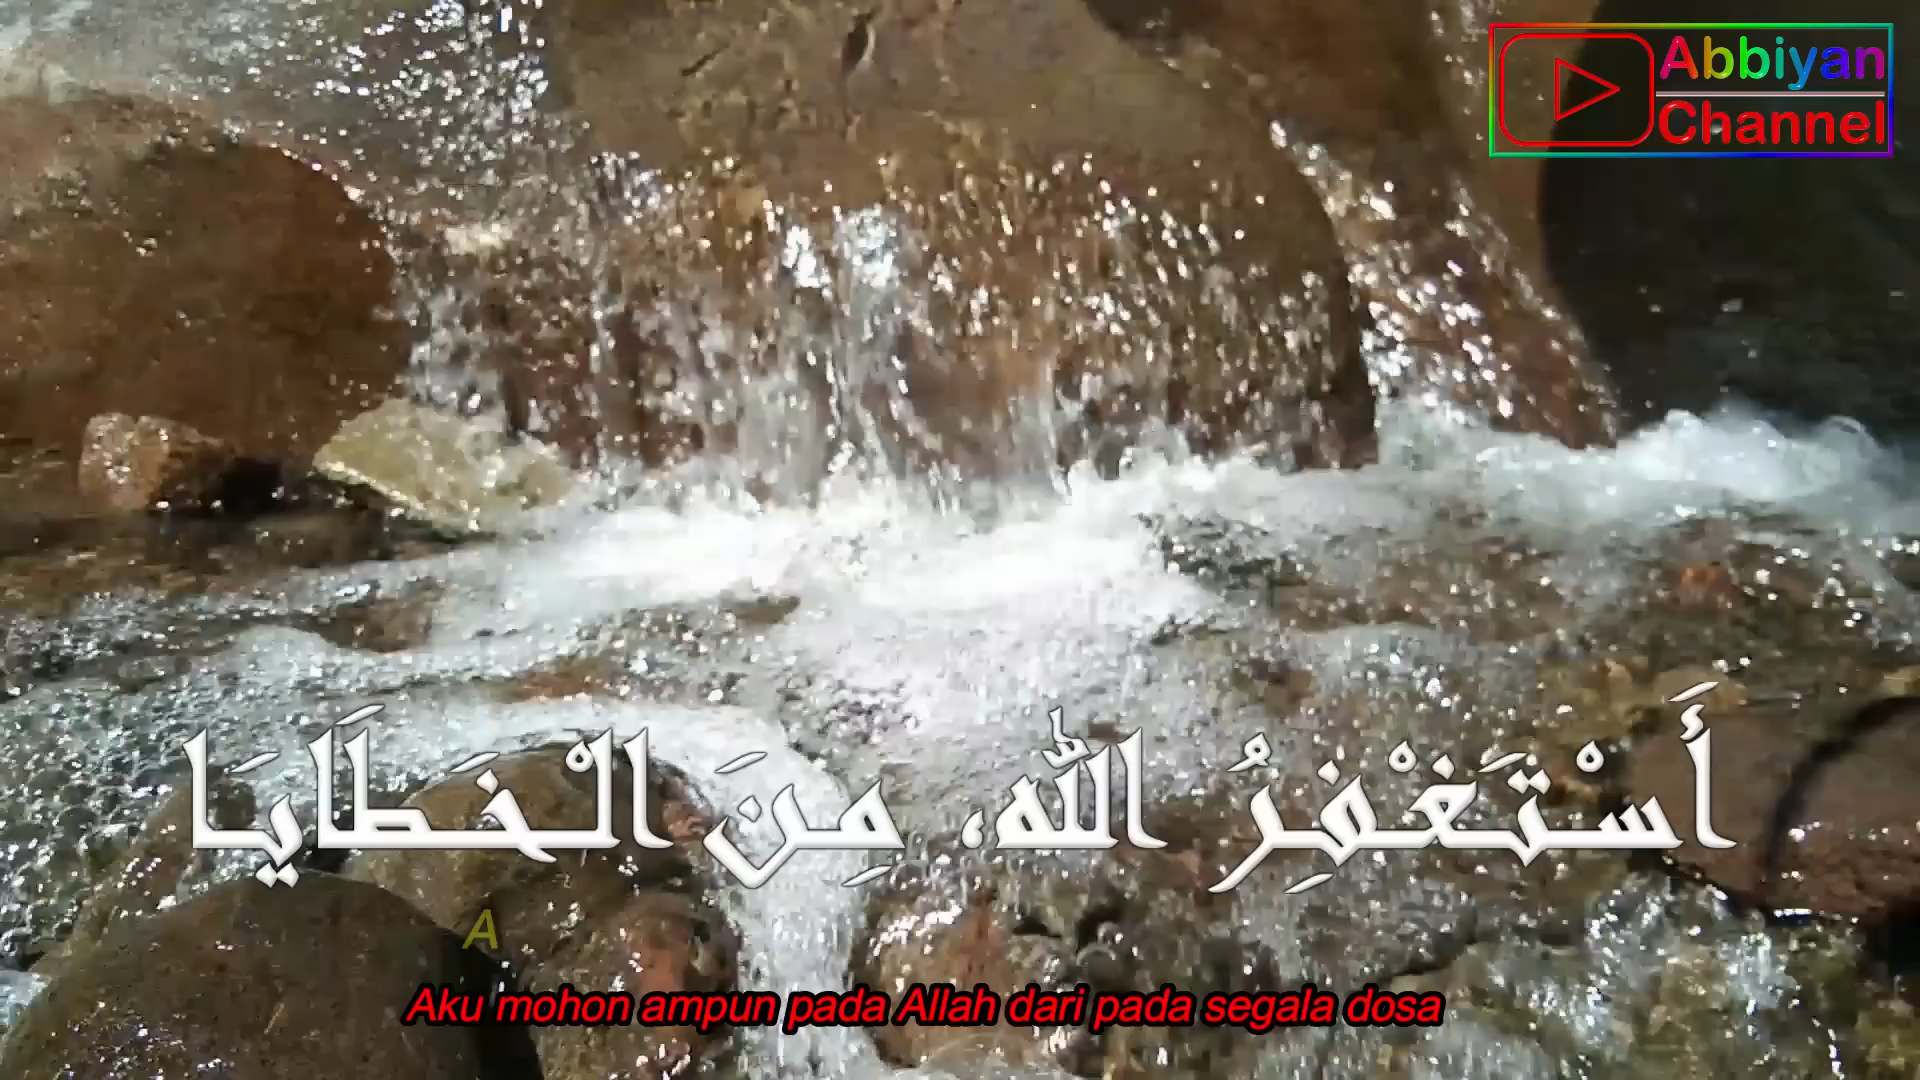 Abbiyan
Channel
أَسْتَغْفِرُ الله، مِنَ الْخَطَايَا
A
Aku mohon ampun pada Allah dari pada segala dosa